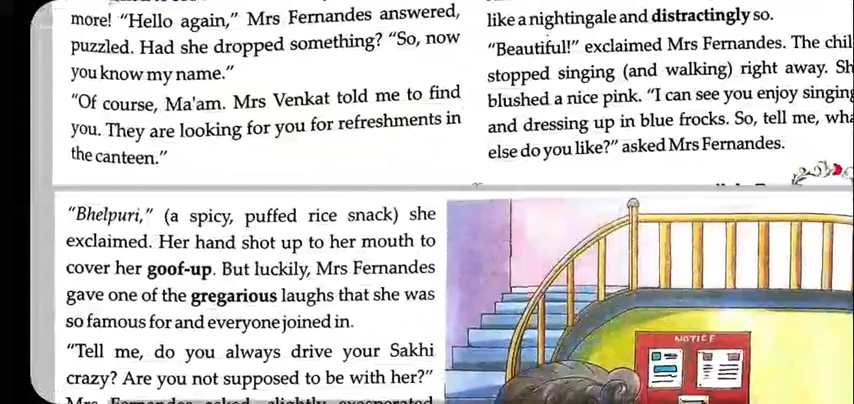 more! "Hello again," Mrs Fernandes answered,
puzzled. Had she dropped something? "So, now
you know my name."
"Of course, Ma'am. Mrs Venkat told me to find
you. They are looking for you for refreshments in
the canteen."
like a nightingale and distractingly so.
"Beautiful!" exclaimed Mrs Fernandes. The chil
stopped singing (and walking) right away. Sh
blushed a nice pink. "I can see you enjoy singing
and dressing up in blue frocks. So, tell me, wha
else do you like?" asked Mrs Fernandes.
"Bhelpuri," (a spicy, puffed rice snack) she
exclaimed. Her hand shot up to her mouth to
cover her goof-up. But luckily, Mrs Fernandes
gave one of the gregarious laughs that she was
so famous for and everyone joined in.
"Tell me, do you always drive your Sakhi
crazy? Are you not supposed to be with her?"
Mrs Fernandes asked, slightly exasperated
NOTICE